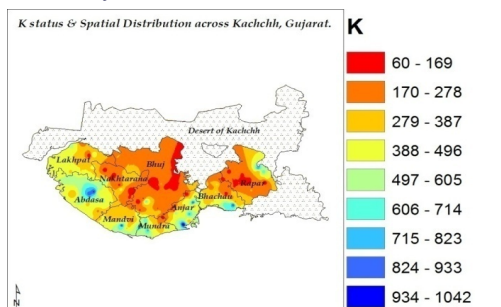 K status & Spatial Distribution across Kachchh, Gujarat.
K
60 - 169
170 - 278
279 - 387
388 - 496
497 - 605
606 - 714
715 - 823
824 - 933
934 - 1042
Desert of Kachchh
Lakhpat
Bhuj
Nakhtarana
Rapar
Abdasa
Bhachau
Anjar
Mandvi
Mundra
N